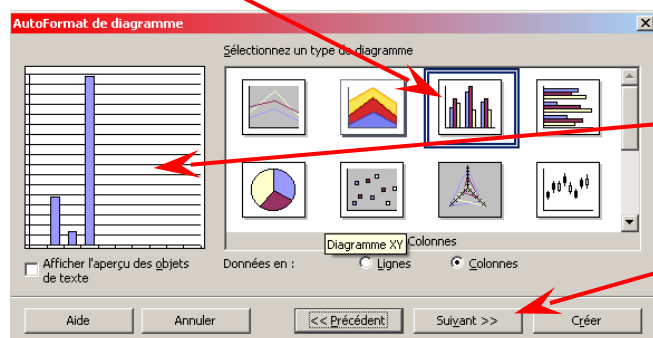 AutoFormat de diagramme
Sélectionnez un type de diagramme
Diagramme XY
Colonnes
Afficher l'aperçu des objets
de texte
Données en :
Lignes
Colonnes
Aide
Annuler
<< Précédent
Suivant >>
Créer